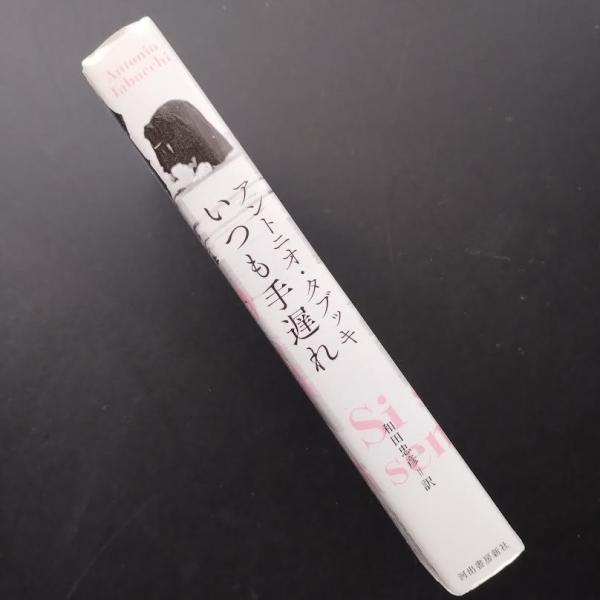 Antonio
Tabucchi
アントニオ・タブッキ
いつも手遅れ
Si
sen
和田忠彦=訳
河出書房新社